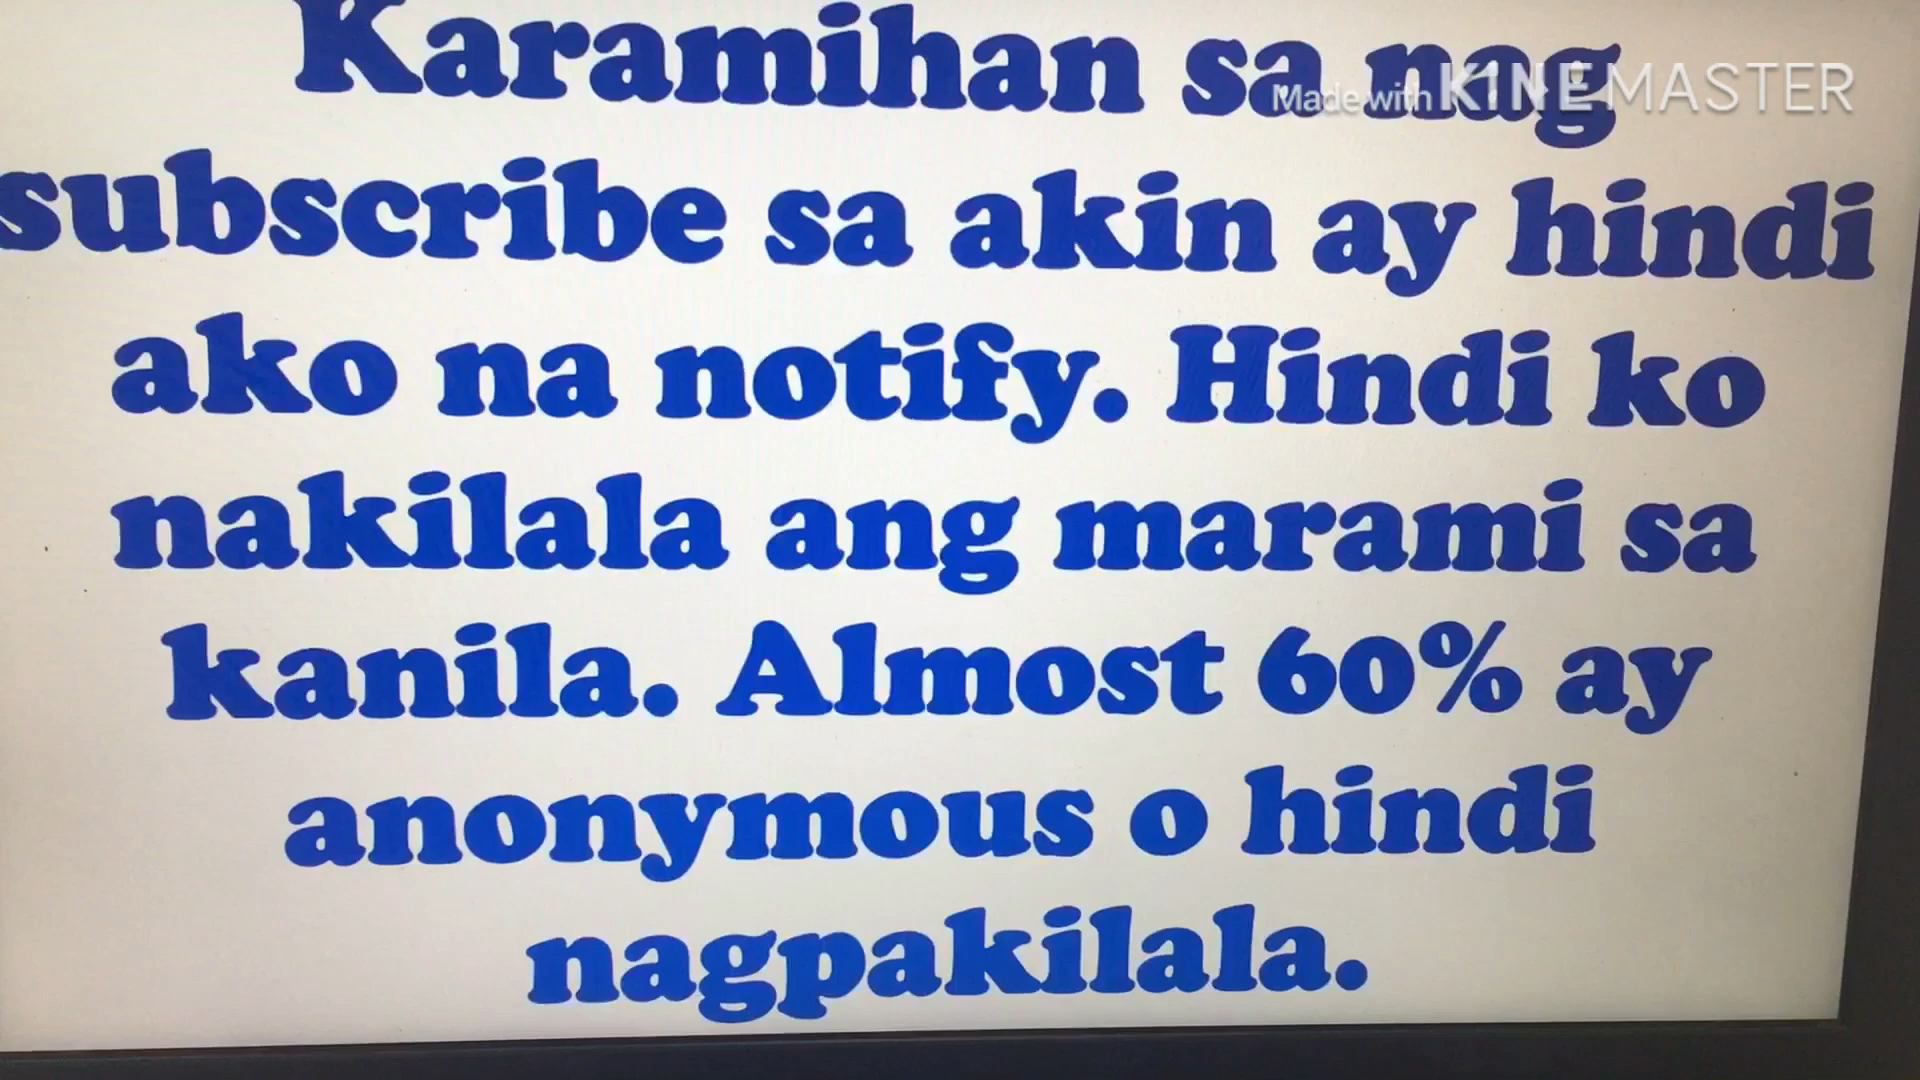 Karamihan sa nag
Made with KINEMASTER
subscribe sa akin ay hindi
ako na notify. Hindi ko
nakilala ang marami sa
kanila. Almost 60% ay
anonymous o hindi
nagpakilala.